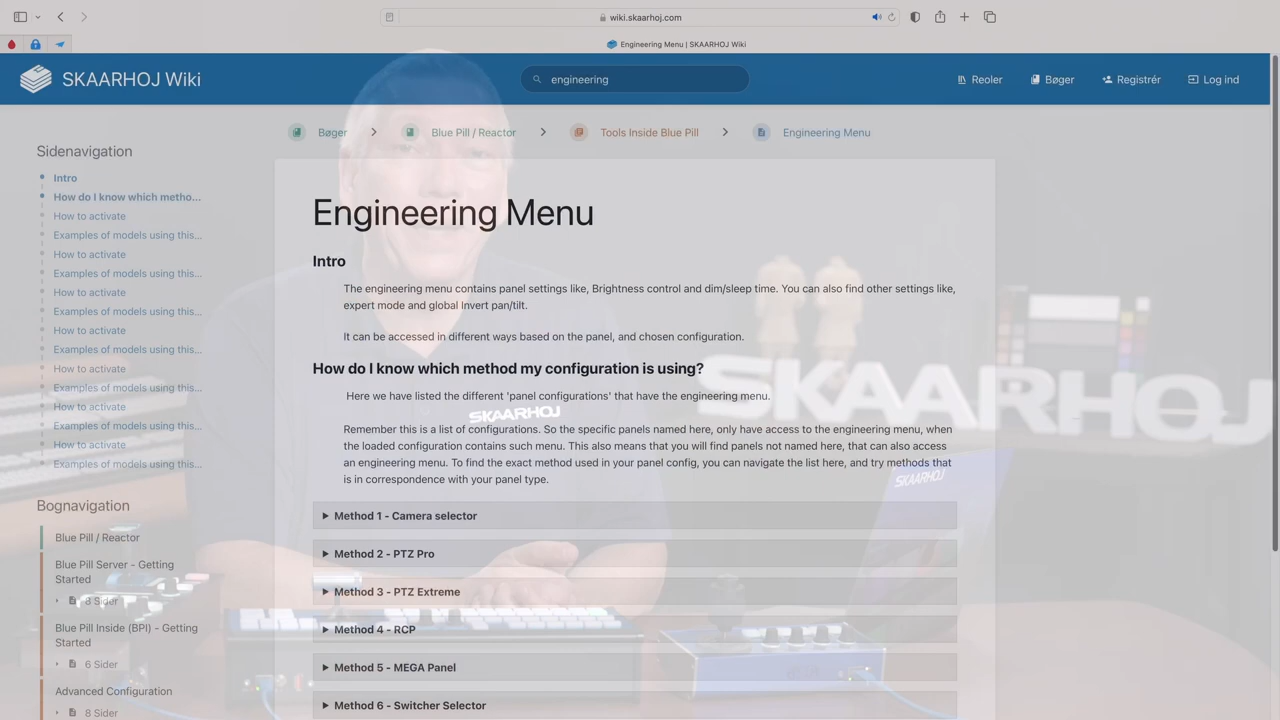 wiki.skaarhoj.com
Engineering Menu | SKAARHOJ Wiki
SKAARHOJ Wiki
engineering
Reoler
Bøger
Registrér
Log ind
Bøger
Blue Pill / Reactor
Tools Inside Blue Pill
Engineering Menu
Sidenavigation
Intro
How do I know which metho...
How to activate
Examples of models using this...
How to activate
Examples of models using this...
How to activate
Examples of models using this...
How to activate
Examples of models using this...
How to activate
Examples of models using this...
How to activate
Examples of models using this...
How to activate
Examples of models using this...
Bognavigation
Blue Pill / Reactor
Blue Pill Server - Getting
Started
8 Sider
Blue Pill Inside (BPI) - Getting
Started
6 Sider
Advanced Configuration
8 Sider
Engineering Menu
Intro
The engineering menu contains panel settings like, Brightness control and dim/sleep time. You can also find other settings like,
expert mode and global Invert pan/tilt.
It can be accessed in different ways based on the panel, and chosen configuration.
How do I know which method my configuration is using?
Here we have listed the different 'panel configurations' that have the engineering menu.
Remember this is a list of configurations. So the specific panels named here, only have access to the engineering menu, when
the loaded configuration contains such menu. This also means that you will find panels not named here, that can also access
an engineering menu. To find the exact method used in your panel config, you can navigate the list here, and try methods that
is in correspondence with your panel type.
Method 1 - Camera selector
Method 2 - PTZ Pro
Method 3 - PTZ Extreme
Method 4 - RCP
Method 5 - MEGA Panel
Method 6 - Switcher Selector
SKAARHOJ
SKAARHOJ
SKAARHOJ